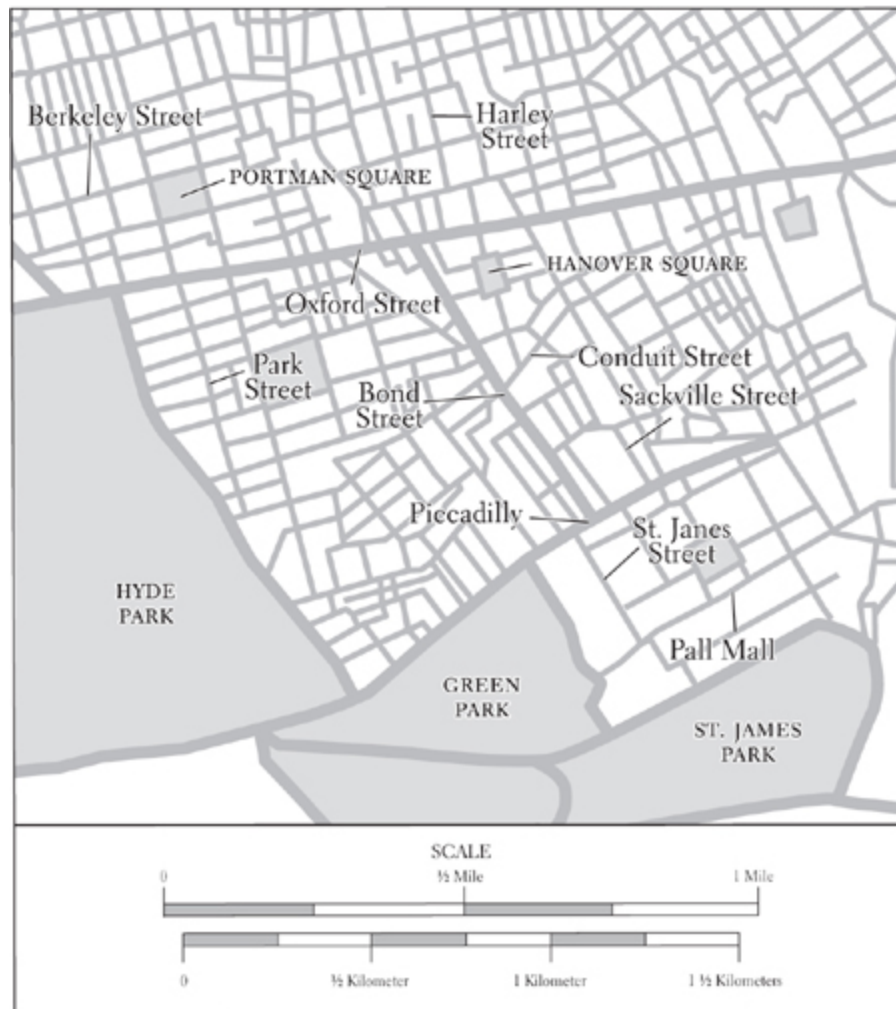 Berkeley Street
Harley
Street
PORTMAN SQUARE
HANOVER SQUARE
Oxford Street
Park
Street
Conduit Street
Bond
Street
Sackville Street
Piccadilly
St. Janes
Street
HYDE
PARK
Pall Mall
GREEN
PARK
ST. JAMES
PARK
SCALE
0
½ Mile
1 Mile
0
½ Kilometer
1 Kilometer
1 ½ Kilometers